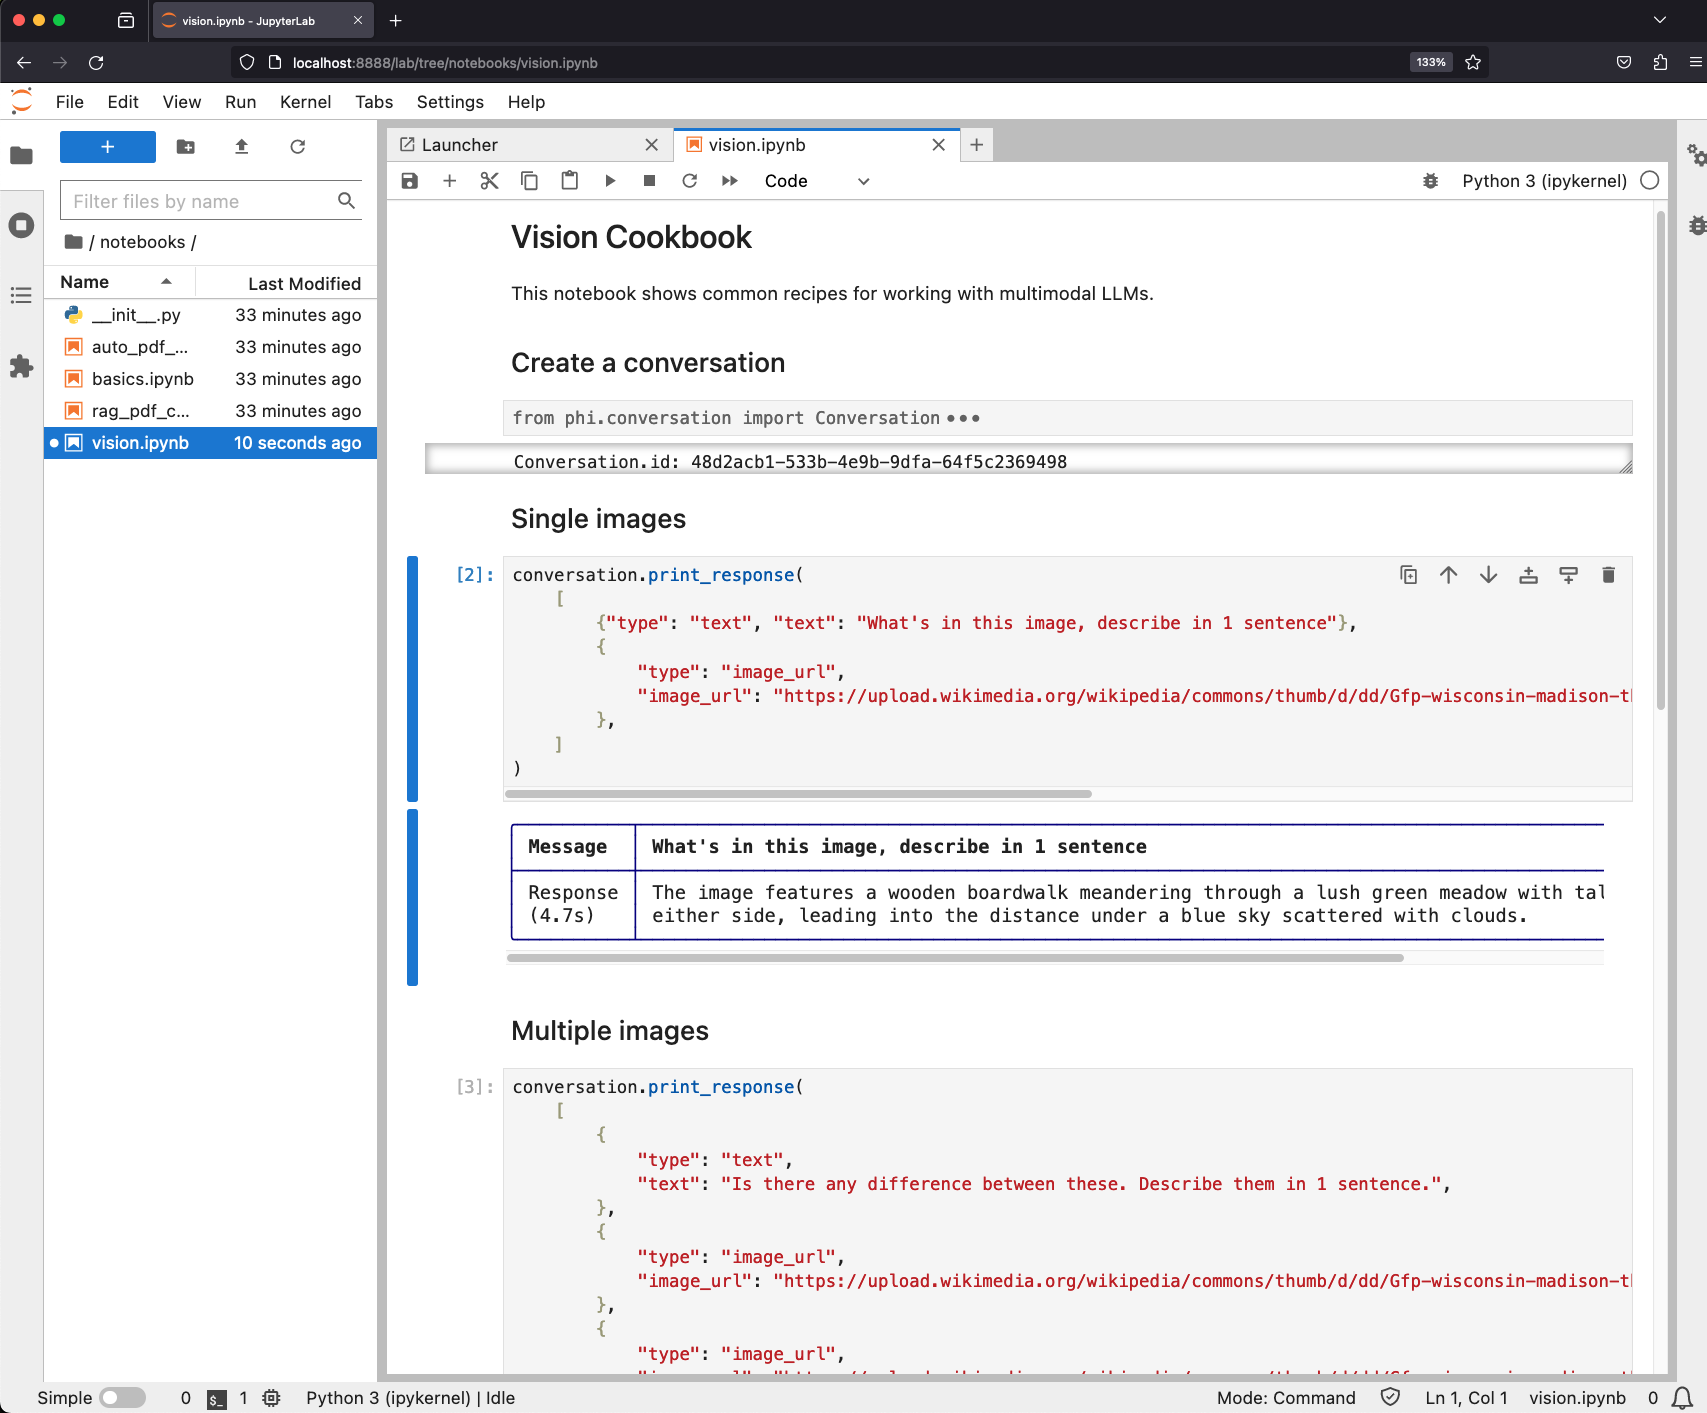 vision.ipynb - JupyterLab
localhost:8888/lab/tree/notebooks/vision.ipynb
133%
File Edit View Run Kernel Tabs Settings Help
Filter files by name
/ notebooks /
Name Last Modified
__init__.py 33 minutes ago
auto_pdf_... 33 minutes ago
basics.ipynb 33 minutes ago
rag_pdf_c... 33 minutes ago
vision.ipynb 10 seconds ago
Launcher vision.ipynb
Code Python 3 (ipykernel)
Vision Cookbook
This notebook shows common recipes for working with multimodal LLMs.
Create a conversation
from phi.conversation import Conversation •••
Conversation.id: 48d2acb1-533b-4e9b-9dfa-64f5c2369498
Single images
[2]: conversation.print_response(
[
{"type": "text", "text": "What's in this image, describe in 1 sentence"},
{
"type": "image_url",
"image_url": "https://upload.wikimedia.org/wikipedia/commons/thumb/d/dd/Gfp-wisconsin-madison-t
},
]
)
Message What's in this image, describe in 1 sentence
Response The image features a wooden boardwalk meandering through a lush green meadow with tal
(4.7s) either side, leading into the distance under a blue sky scattered with clouds.
Multiple images
[3]: conversation.print_response(
[
{
"type": "text",
"text": "Is there any difference between these. Describe them in 1 sentence.",
},
{
"type": "image_url",
"image_url": "https://upload.wikimedia.org/wikipedia/commons/thumb/d/dd/Gfp-wisconsin-madison-t
},
{
"type": "image_url",
Simple 0 $_ 1 Python 3 (ipykernel) | Idle Mode: Command Ln 1, Col 1 vision.ipynb 0